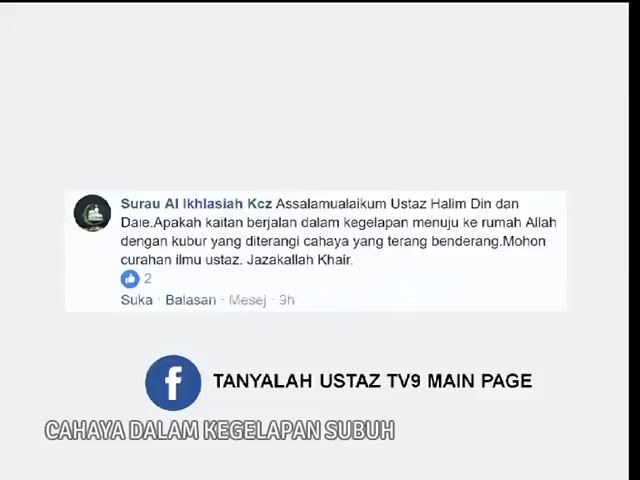 Surau Al Ikhlasiah Kcz Assalamualaikum Ustaz Halim Din dan
Daie.Apakah kaitan berjalan dalam kegelapan menuju ke rumah Allah
dengan kubur yang diterangi cahaya yang terang benderang.Mohon
curahan ilmu ustaz. Jazakallah Khair.
2
Suka · Balasan · Mesej · 9h
f TANYALAH USTAZ TV9 MAIN PAGE
CAHAYA DALAM KEGELAPAN SUBUH